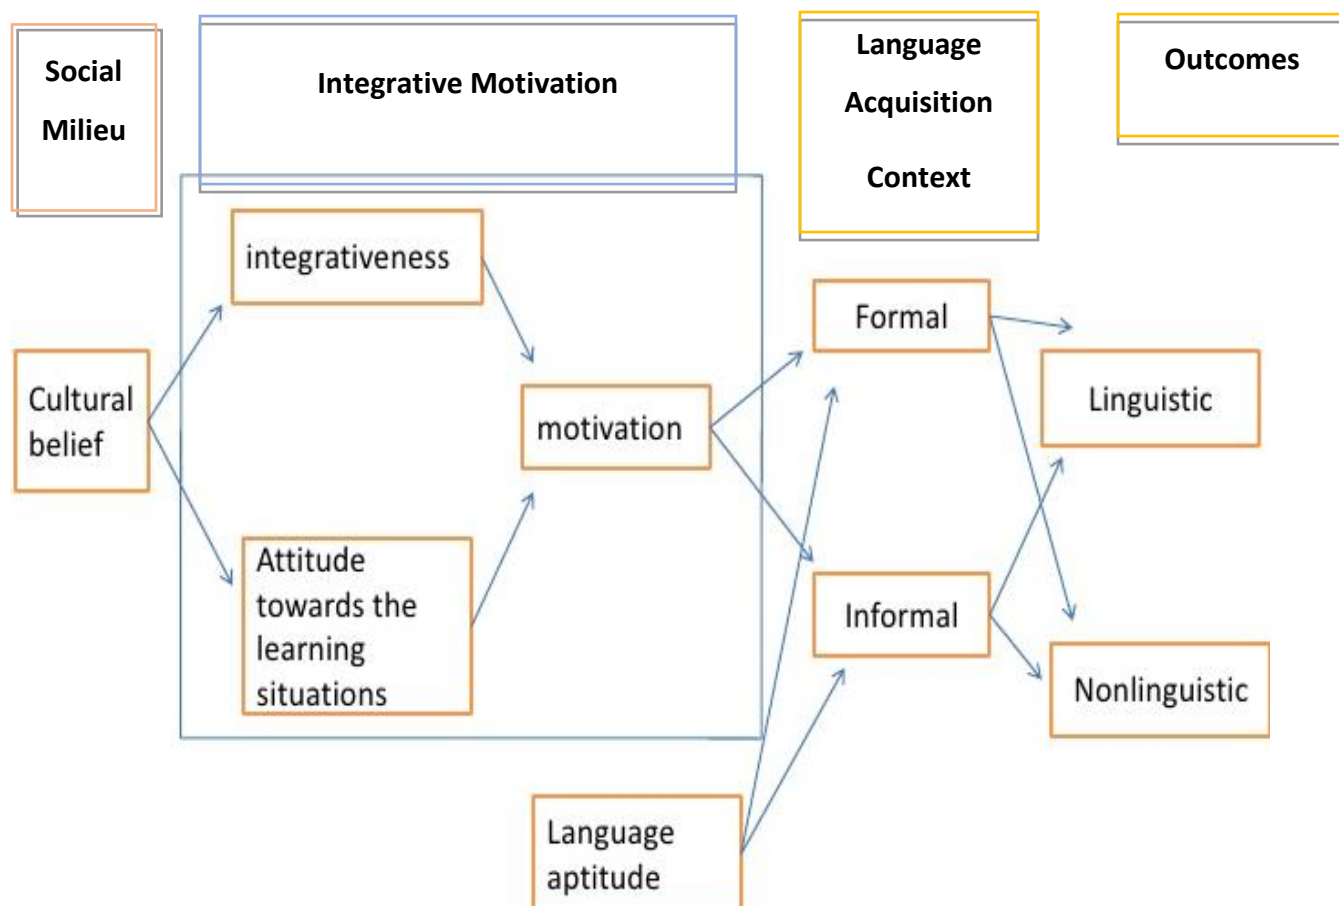 Social
Milieu
Integrative Motivation
Language
Acquisition
Context
Outcomes
integrativeness
Formal
Cultural
belief
motivation
Linguistic
Attitude
towards the
learning
situations
Informal
Nonlinguistic
Language
aptitude